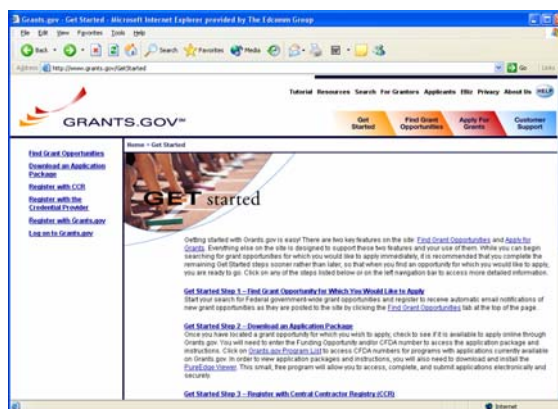 Grants.gov - Get Started - Microsoft Internet Explorer provided by The Edcomm Group
File Edit View Favorites Tools Help
Back Search Favorites Media
Address http://www.grants.gov/GetStarted Go Links
Tutorial Resources Search For Grantors Applicants EBiz Privacy About Us HELP
GRANTS.GOV℠
Get Started
Find Grant Opportunities
Apply For Grants
Customer Support
Home > Get Started
Find Grant Opportunities
Download an Application
Package
Register with CCR
Register with the
Credential Provider
Register with Grants.gov
Log on to Grants.gov
GET started
Getting started with Grants.gov is easy! There are two key features on the site: Find Grant Opportunities and Apply for
Grants. Everything else on the site is designed to support these two features and your use of them. While you can begin
searching for grant opportunities for which you would like to apply immediately, it is recommended that you complete the
remaining Get Started steps sooner rather than later, so that when you find an opportunity for which you would like to apply,
you are ready to go. Click on any of the steps listed below or on the left navigation bar to access more detailed information.
Get Started Step 1 – Find Grant Opportunity for Which You Would Like to Apply
Start your search for Federal government-wide grant opportunities and register to receive automatic email notifications of
new grant opportunities as they are posted to the site by clicking the Find Grant Opportunities tab at the top of the page.
Get Started Step 2 – Download an Application Package
Once you have located a grant opportunity for which you wish to apply, check to see if it is available to apply online through
Grants.gov. You will need to enter the Funding Opportunity and/or CFDA number to access the application package and
instructions. Click on Grants.gov Program List to access CFDA numbers for programs with applications currently available
on Grants.gov. In order to view application packages and instructions, you will also need to download and install the
PureEdge Viewer. This small, free program will allow you to access, complete, and submit applications electronically and
securely.
Get Started Step 3 – Register with Central Contractor Registry (CCR)
Internet